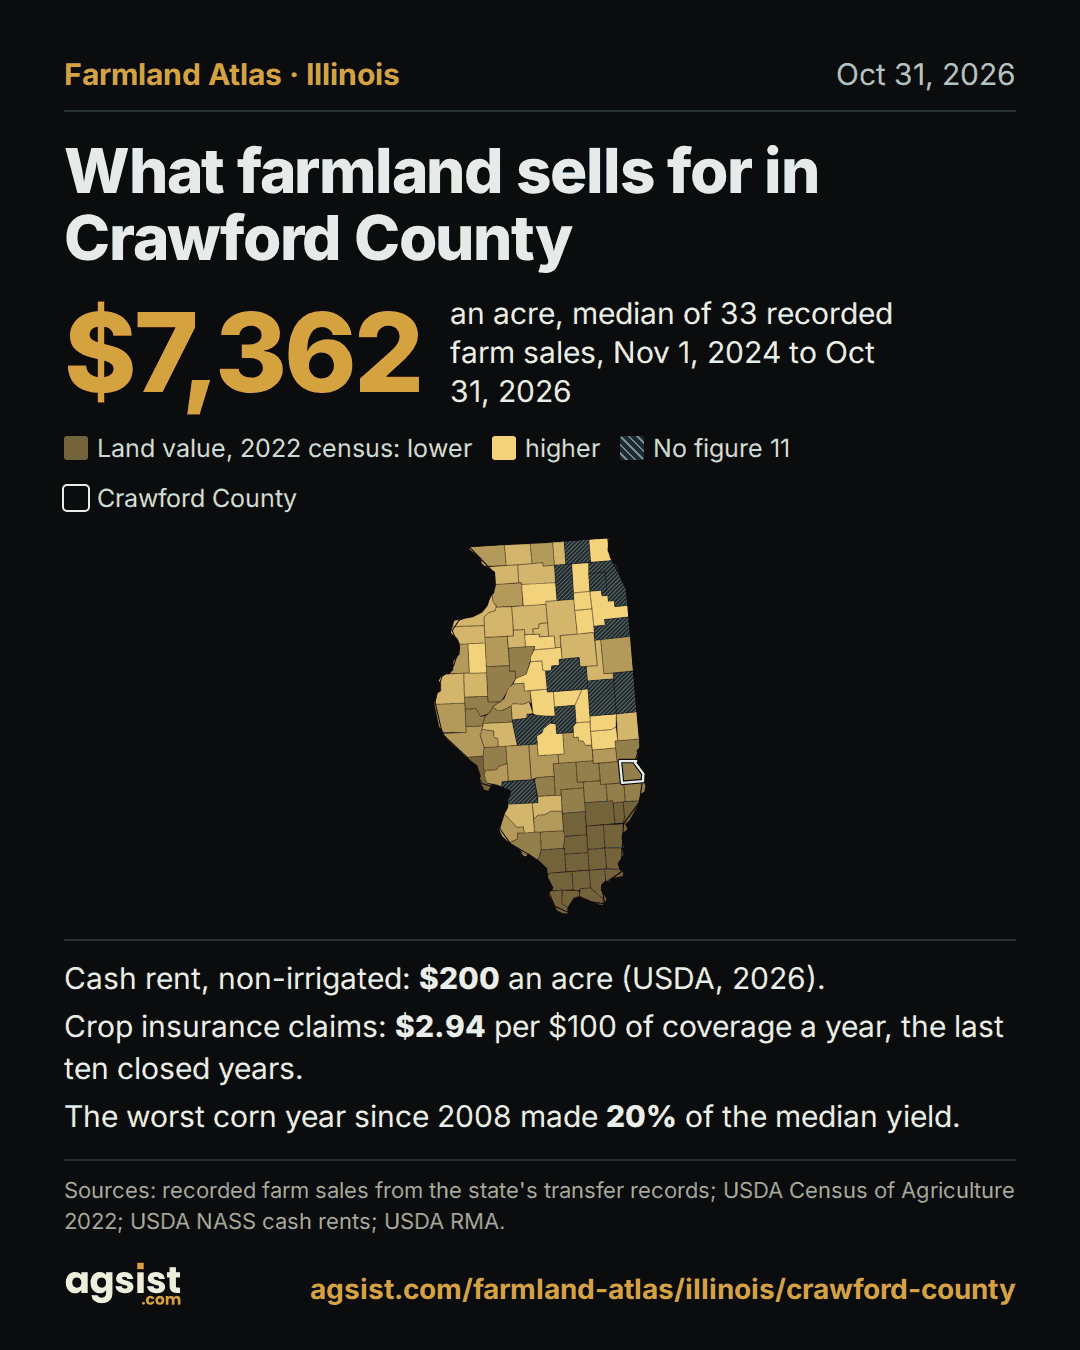 Farmland Atlas · Illinois
Oct 31, 2026
What farmland sells for in
Crawford County
$7,362
an acre, median of 33 recorded
farm sales, Nov 1, 2024 to Oct
31, 2026
Land value, 2022 census: lower
higher
No figure 11
Crawford County
Cash rent, non-irrigated: $200 an acre (USDA, 2026).
Crop insurance claims: $2.94 per $100 of coverage a year, the last
ten closed years.
The worst corn year since 2008 made 20% of the median yield.
Sources: recorded farm sales from the state's transfer records; USDA Census of Agriculture
2022; USDA NASS cash rents; USDA RMA.
agsist
.com
agsist.com/farmland-atlas/illinois/crawford-county